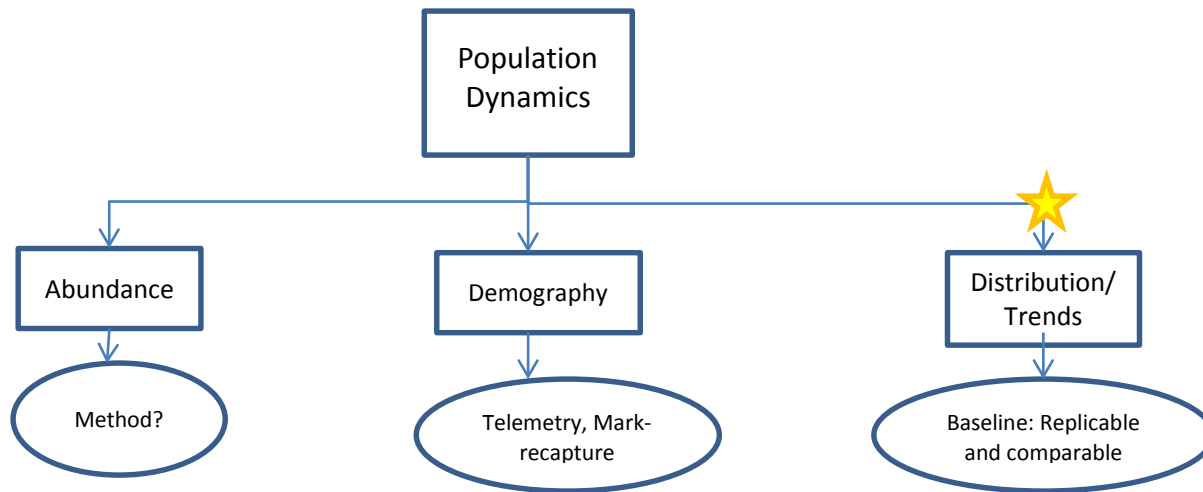 Population
Dynamics
Abundance
Demography
Distribution/
Trends
Method?
Telemetry, Mark-
recapture
Baseline: Replicable
and comparable